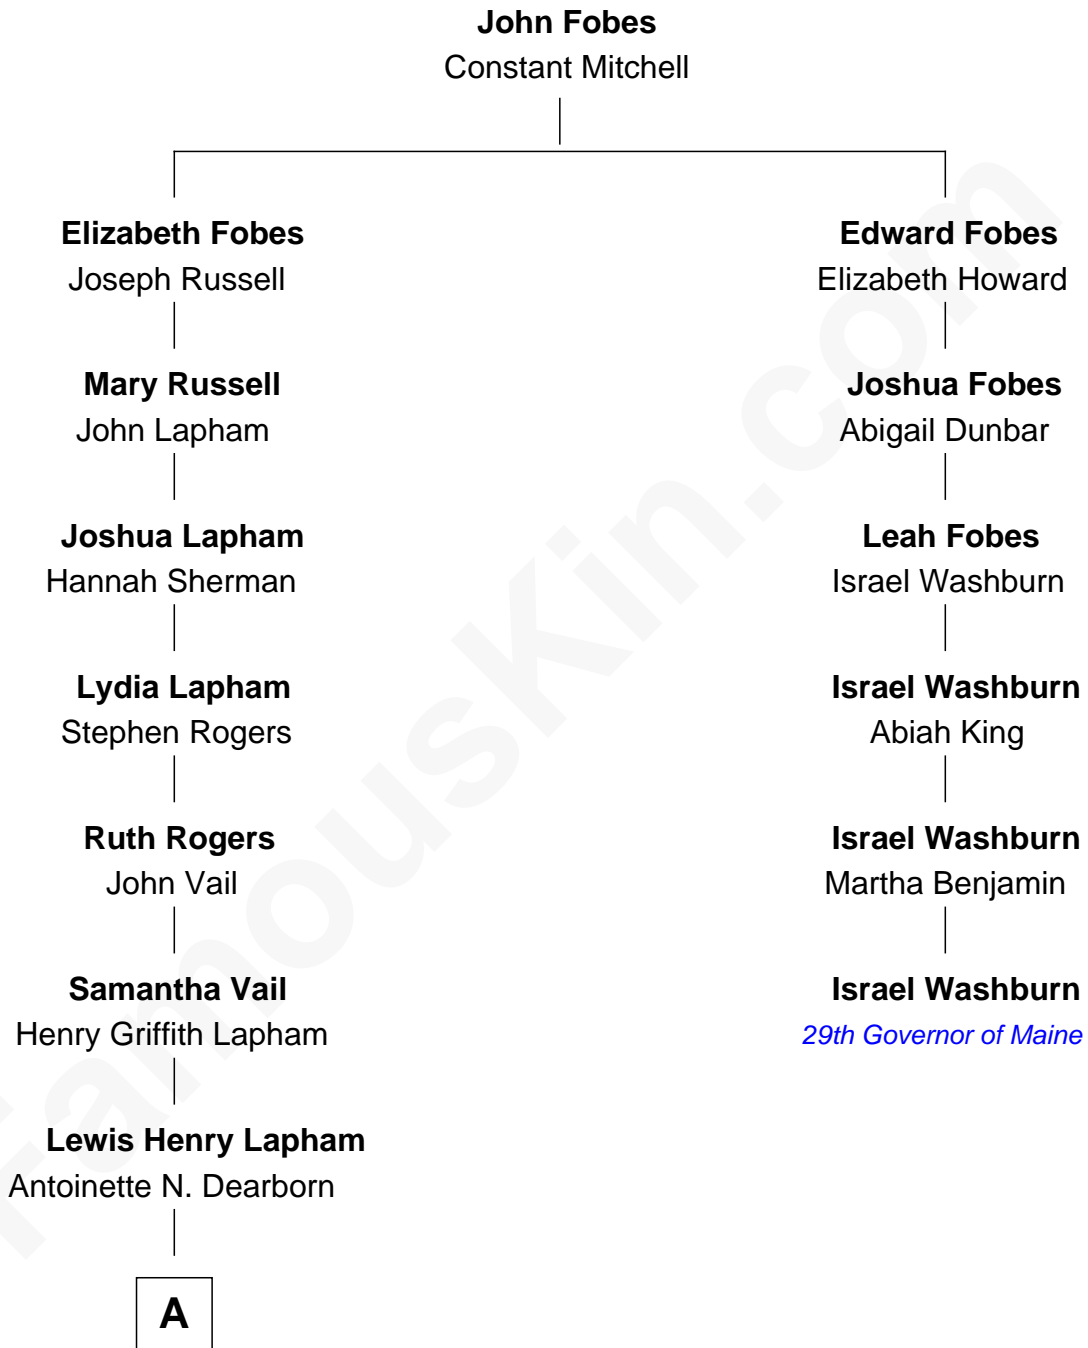 John Fobes
Constant Mitchell
Elizabeth Fobes
Joseph Russell
Edward Fobes
Elizabeth Howard
Mary Russell
John Lapham
Joshua Fobes
Abigail Dunbar
Joshua Lapham
Hannah Sherman
Leah Fobes
Israel Washburn
Lydia Lapham
Stephen Rogers
Israel Washburn
Abiah King
Ruth Rogers
John Vail
Israel Washburn
Martha Benjamin
Samantha Vail
Henry Griffith Lapham
Israel Washburn
29th Governor of Maine
Lewis Henry Lapham
Antoinette N. Dearborn
A
FamousKin.com